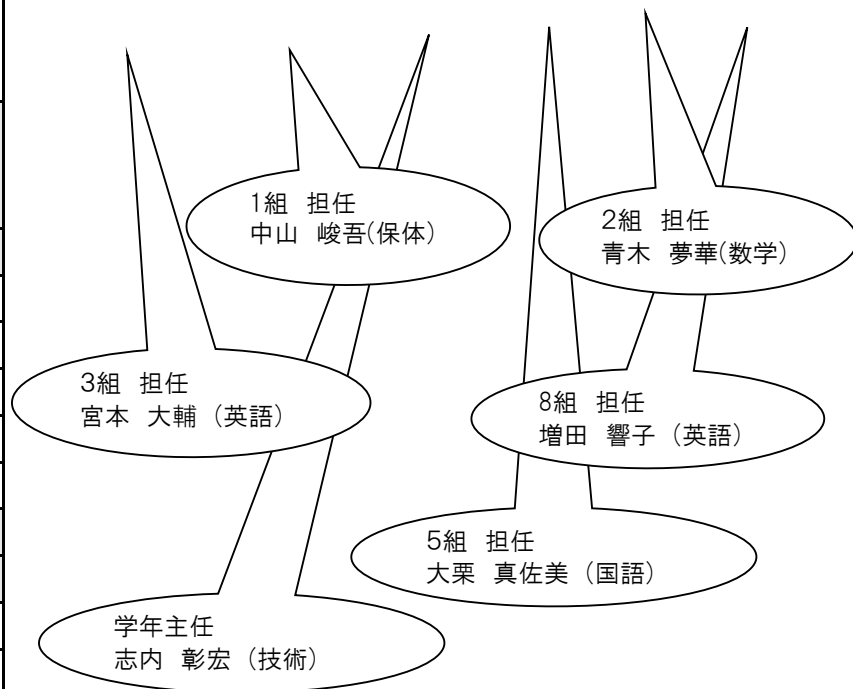 1組 担任
中山 峻吾(保体)
2組 担任
青木 夢華(数学)
3組 担任
宮本 大輔（英語）
8組 担任
増田 響子（英語）
5組 担任
大栗 真佐美（国語）
学年主任
志内 彰宏（技術）